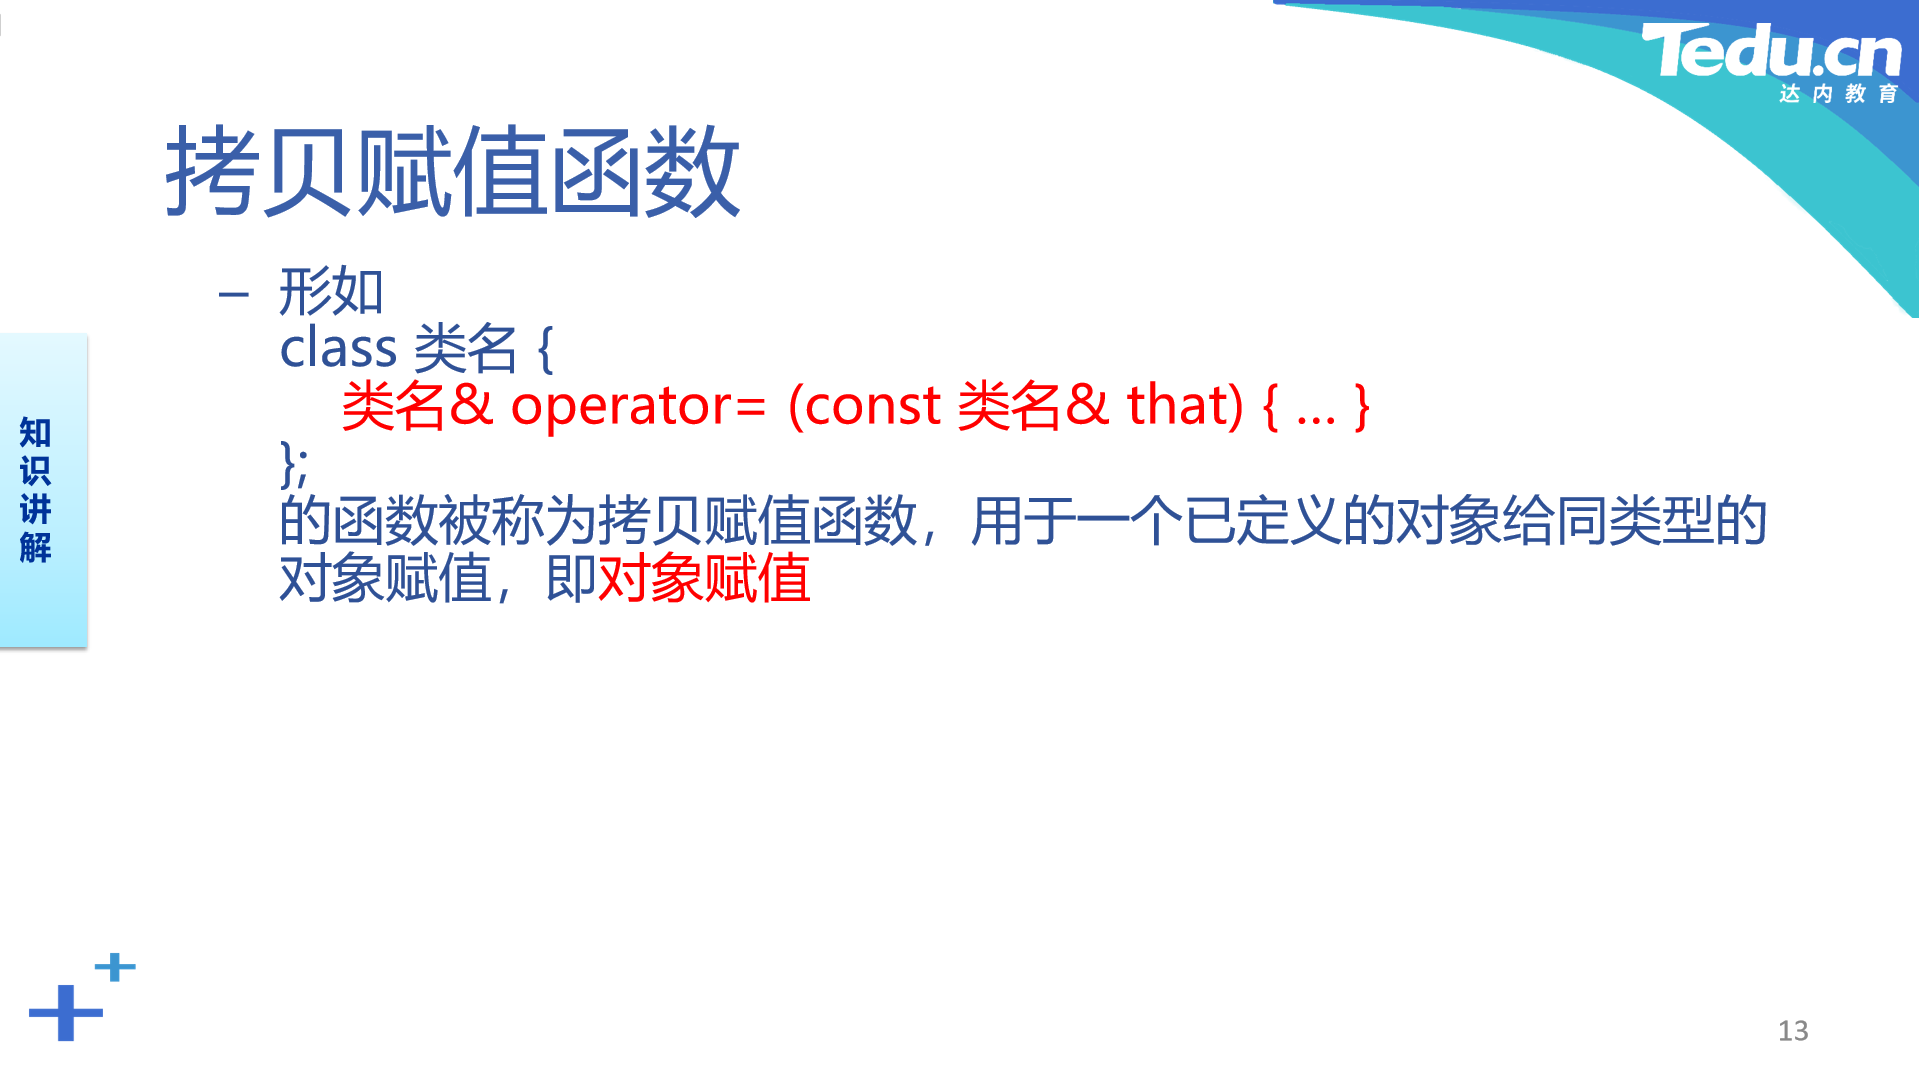 Tedu.cn
达内教育
拷贝赋值函数
– 形如
class 类名 {
类名& operator= (const 类名& that) { ... }
};
的函数被称为拷贝赋值函数，用于一个已定义的对象给同类型的
对象赋值，即对象赋值
知
识
讲
解
13